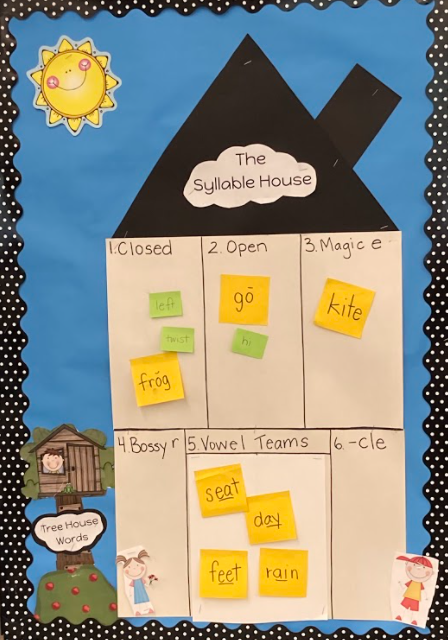 The
Syllable House
1.Closed
2. Open
3. Magic e
left
twist
frŏg
gō
hi
kite
4. Bossy r
5. Vowel Teams
6. -cle
seat
day
feet
rain
Tree House
Words